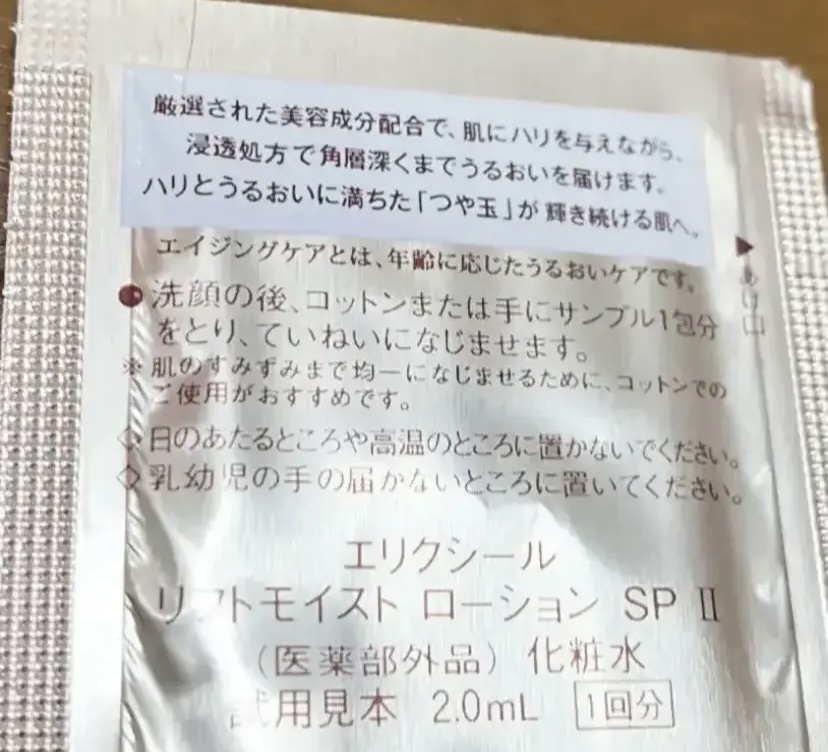 厳選された美容成分配合で、肌にハリを与えながら、
浸透処方で角層深くまでうるおいを届けます。
ハリとうるおいに満ちた「つや玉」が 輝き続ける肌へ。
エイジングケアとは、年齢に応じたうるおいケアです。
●洗顔の後、コットンまたは手にサンプル1包分
をとり、ていねいになじませます。
※肌のすみずみまで均一になじませるために、コットンでの
ご使用がおすすめです。
◇日のあたるところや高温のところに置かないでください。
◇乳幼児の手の届かないところに置いてください。
エリクシール
リフトモイスト ローション SP Ⅱ
(医薬部外品) 化粧水
試用見本 2.0mL 1回分
▶あけ口